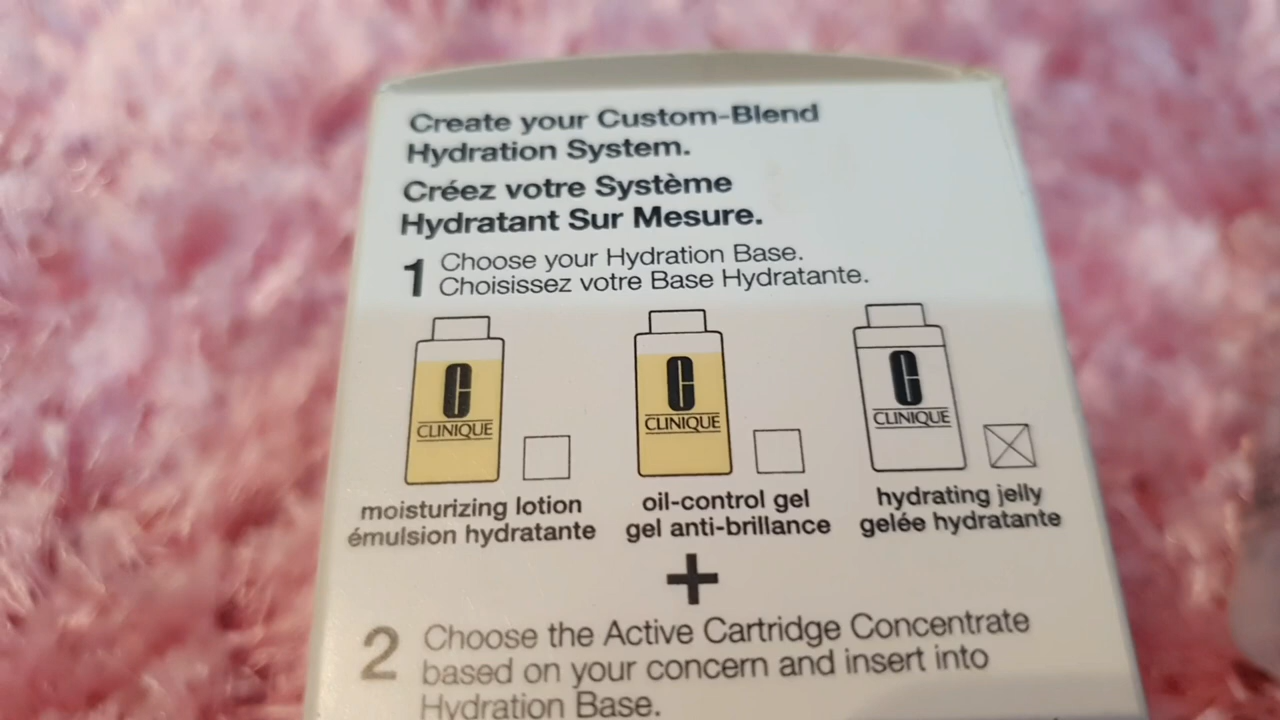 Create your Custom-Blend
Hydration System.
Créez votre Système
Hydratant Sur Mesure.
1 Choose your Hydration Base.
Choisissez votre Base Hydratante.
C
CLINIQUE
moisturizing lotion
émulsion hydratante
C
CLINIQUE
oil-control gel
gel anti-brillance
C
CLINIQUE
hydrating jelly
gelée hydratante
+
2 Choose the Active Cartridge Concentrate
based on your concern and insert into
Hydration Base.